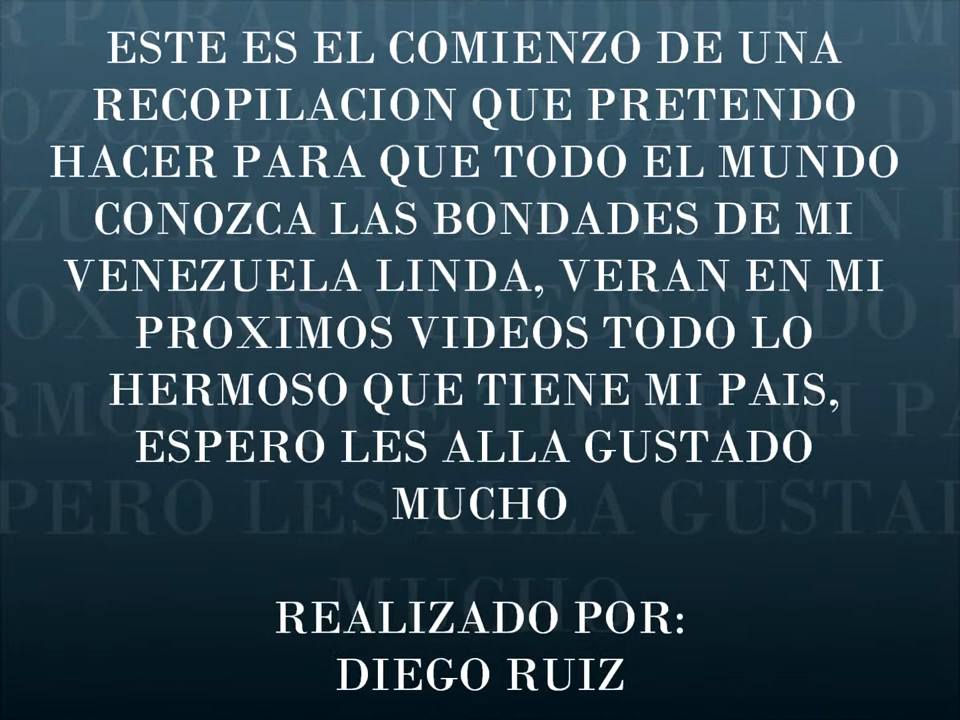 ESTE ES EL COMIENZO DE UNA
RECOPILACION QUE PRETENDO
HACER PARA QUE TODO EL MUNDO
CONOZCA LAS BONDADES DE MI
VENEZUELA LINDA, VERAN EN MI
PROXIMOS VIDEOS TODO LO
HERMOSO QUE TIENE MI PAIS,
ESPERO LES ALLA GUSTADO
MUCHO
REALIZADO POR:
DIEGO RUIZ